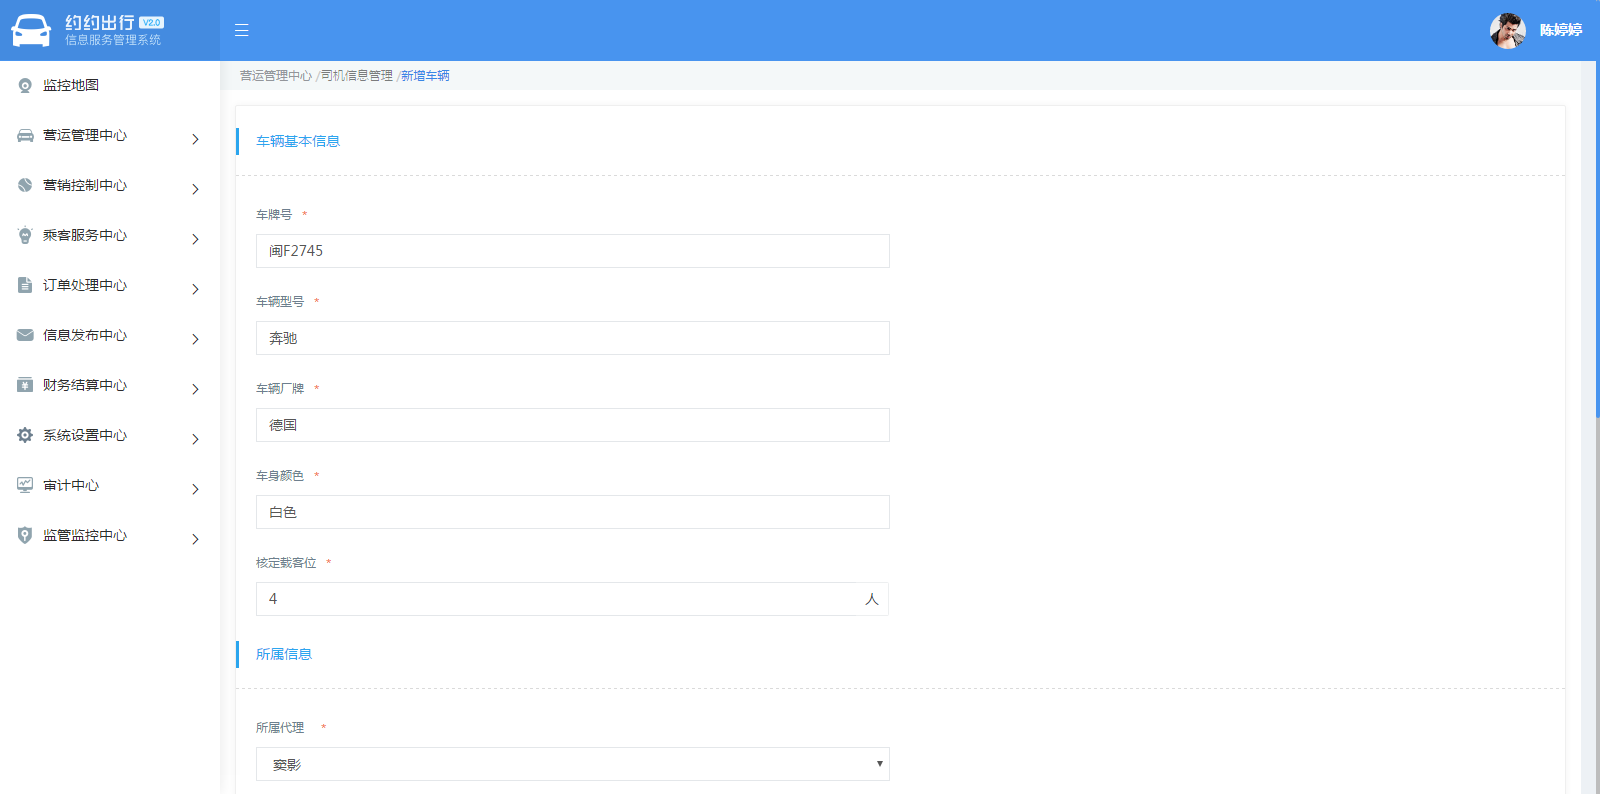 约约出行 V2.0
信息服务管理系统
陈婷婷
监控地图
营运管理中心
营销控制中心
乘客服务中心
订单处理中心
信息发布中心
财务结算中心
系统设置中心
审计中心
监管监控中心
营运管理中心 /司机信息管理 /新增车辆
车辆基本信息
车牌号 *
闽F2745
车辆型号 *
奔驰
车辆厂牌 *
德国
车身颜色 *
白色
核定载客位 *
4 人
所属信息
所属代理 *
窦影